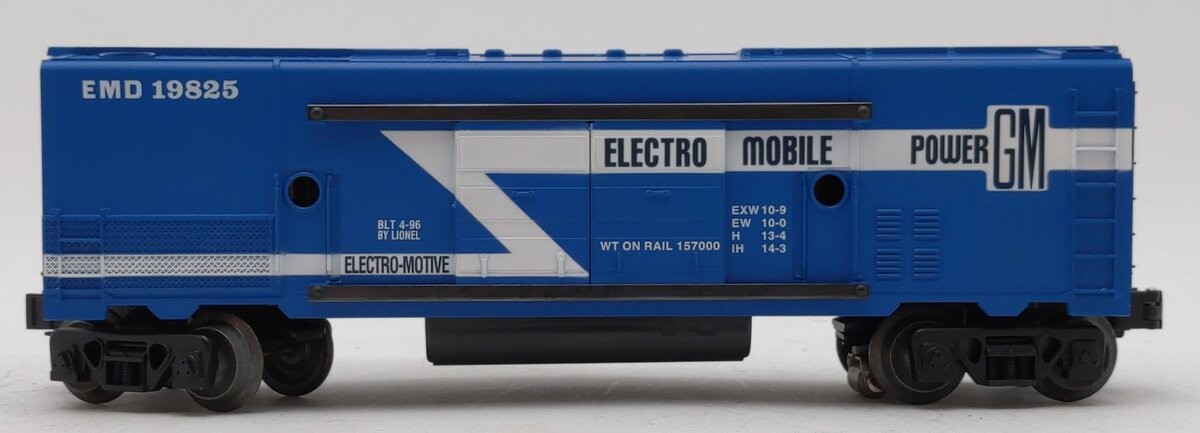 EMD 19825
ELECTRO MOBILE POWER GM
BLT 4-96
BY LIONEL
ELECTRO-MOTIVE
WT ON RAIL 157000
EXW 10-9
EW 10-0
H 13-4
IH 14-3